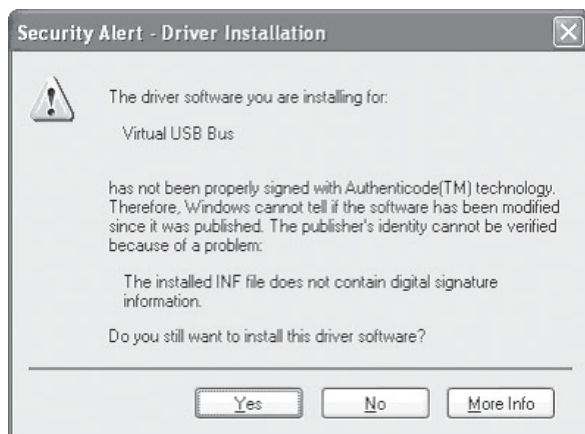 Security Alert - Driver Installation
The driver software you are installing for:
Virtual USB Bus
has not been properly signed with Authenticode(TM) technology.
Therefore, Windows cannot tell if the software has been modified
since it was published. The publisher's identity cannot be verified
because of a problem:
The installed INF file does not contain digital signature
information.
Do you still want to install this driver software?
Yes
No
More Info